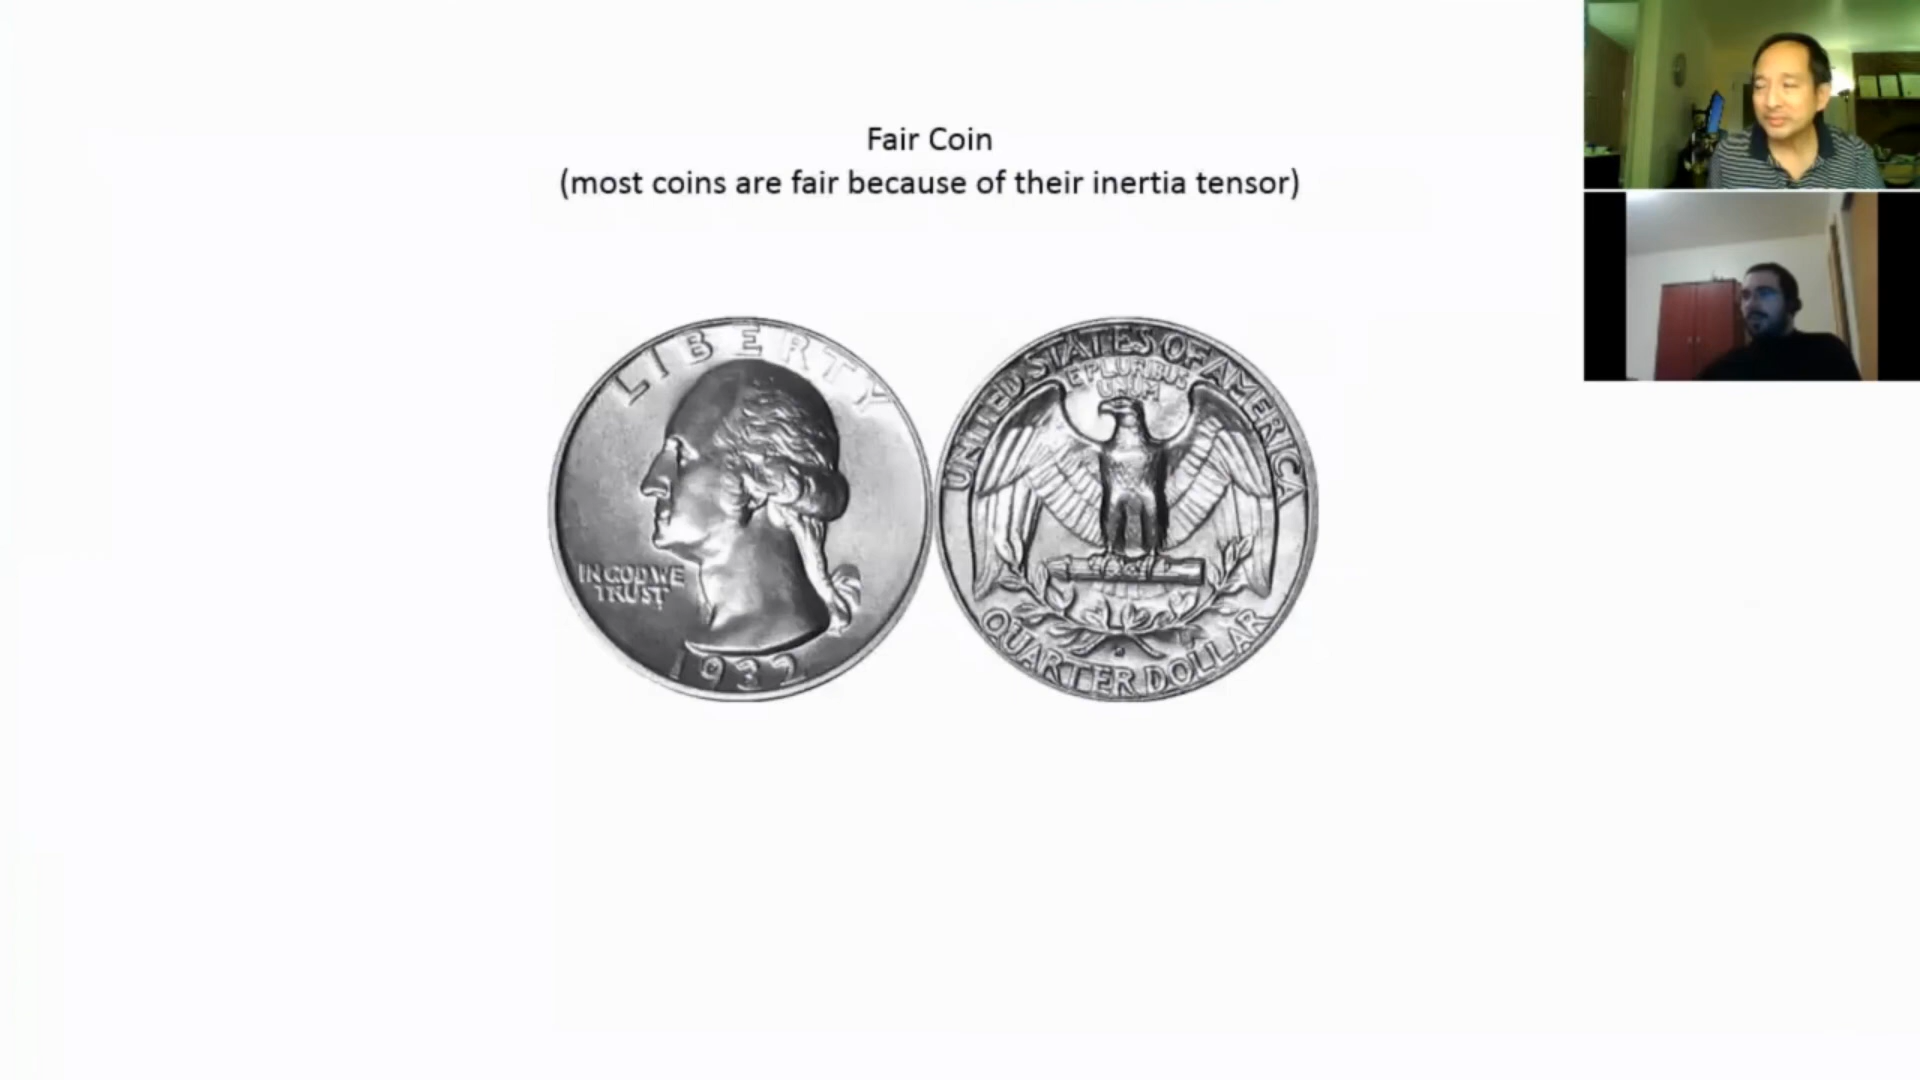 Fair Coin
(most coins are fair because of their inertia tensor)
LIBERTY
IN GOD WE
TRUST
1932
UNITED STATES OF AMERICA
E PLURIBUS
UNUM
QUARTER DOLLAR